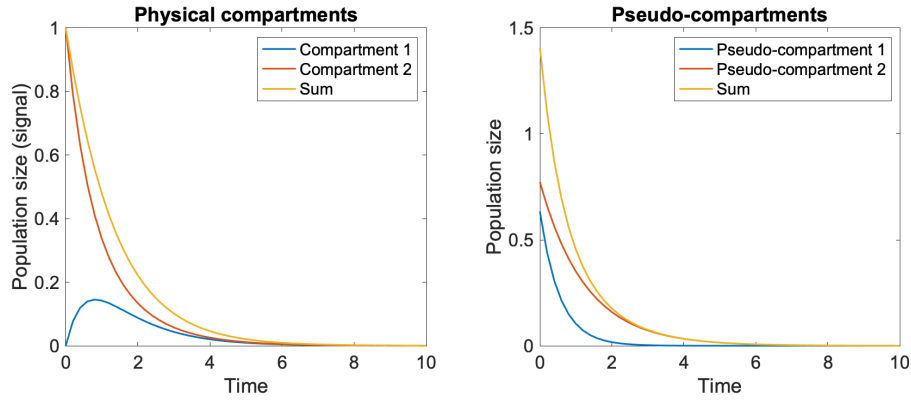 Physical compartments
Population size (signal)
1
0.8
0.6
0.4
0.2
0
Compartment 1
Compartment 2
Sum
0 2 4 6 8 10
Time
Pseudo-compartments
Population size
1.5
1
0.5
0
Pseudo-compartment 1
Pseudo-compartment 2
Sum
0 2 4 6 8 10
Time